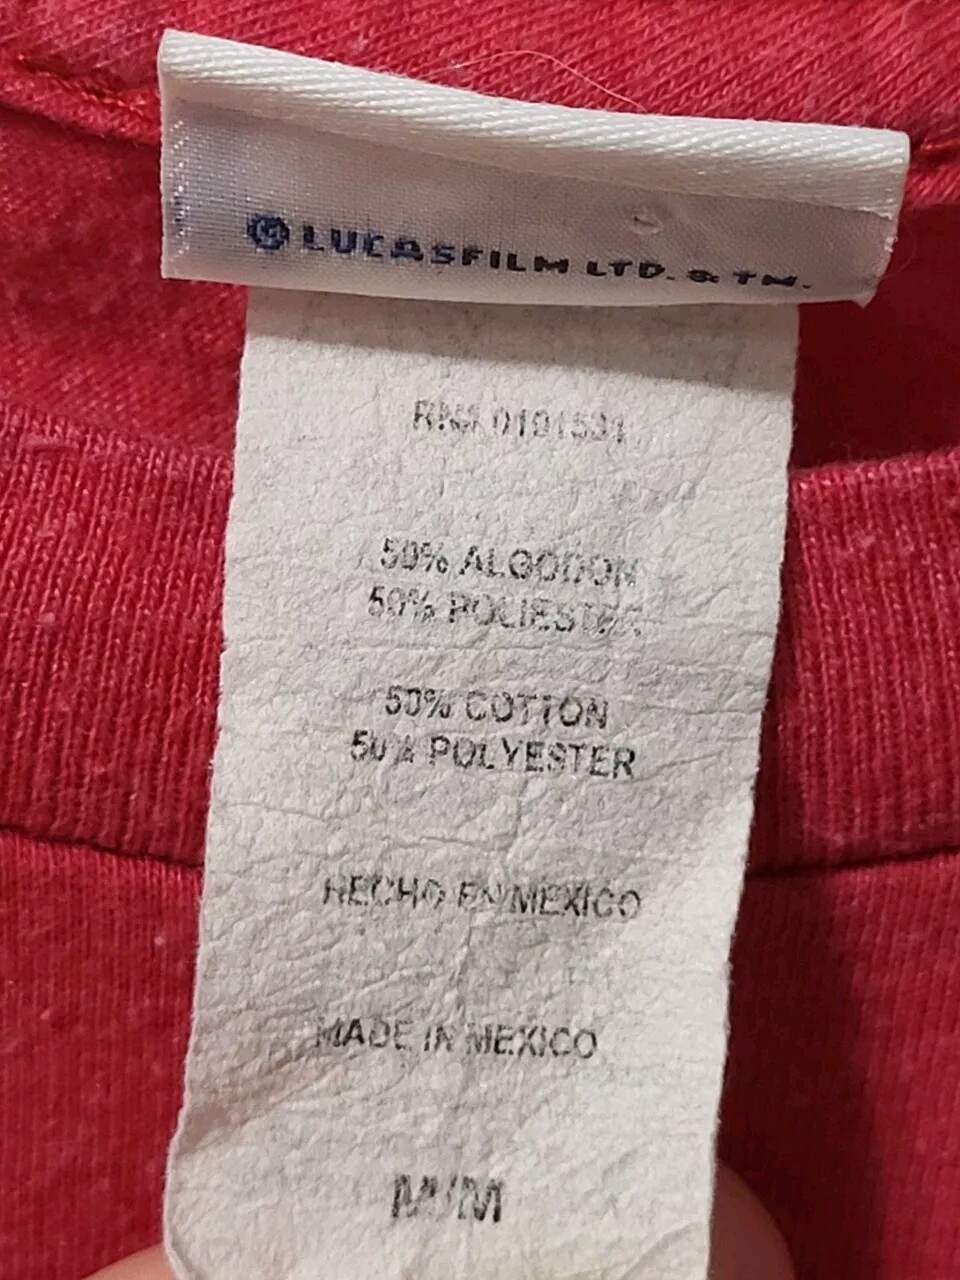 © LUCASFILM LTD. & TM.
RN# 0101531
50% ALGODON
50% POLIESTER
50% COTTON
50% POLYESTER
HECHO EN MEXICO
MADE IN MEXICO
M/M